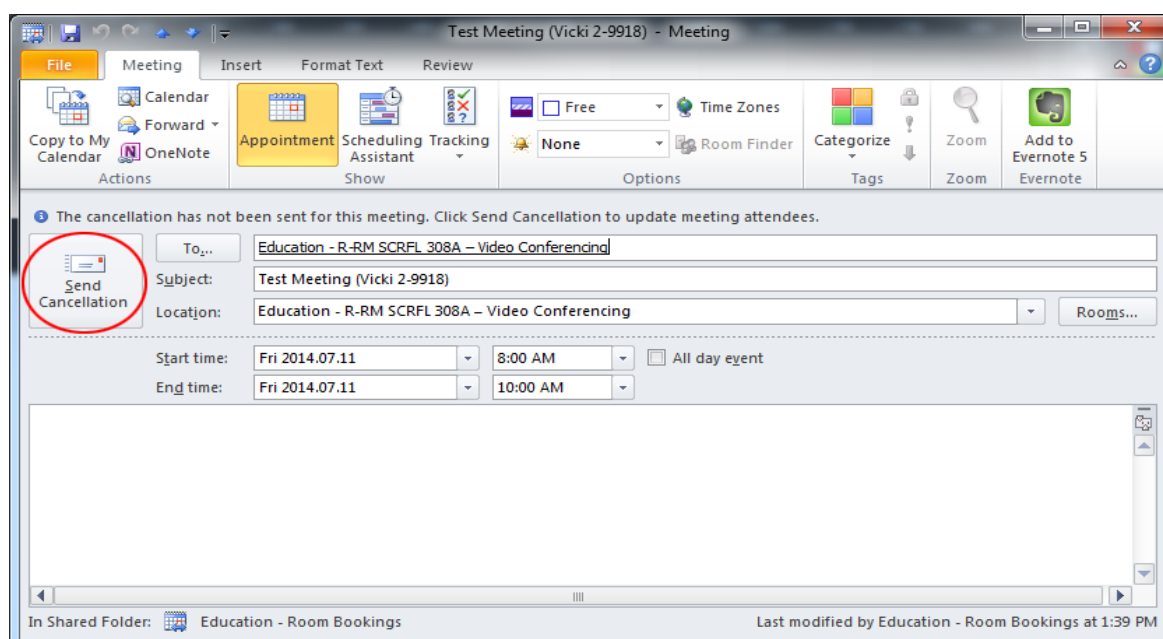 Test Meeting (Vicki 2-9918) - Meeting
File Meeting Insert Format Text Review
Copy to My Calendar
Calendar
Forward
OneNote
Actions
Appointment
Scheduling Assistant
Tracking
Show
Free
None
Time Zones
Room Finder
Options
Categorize
Tags
Zoom
Zoom
Add to Evernote 5
Evernote
The cancellation has not been sent for this meeting. Click Send Cancellation to update meeting attendees.
Send Cancellation
To... Education - R-RM SCRFL 308A – Video Conferencing
Subject: Test Meeting (Vicki 2-9918)
Location: Education - R-RM SCRFL 308A – Video Conferencing Rooms...
Start time: Fri 2014.07.11 8:00 AM All day event
End time: Fri 2014.07.11 10:00 AM
In Shared Folder: Education - Room Bookings Last modified by Education - Room Bookings at 1:39 PM